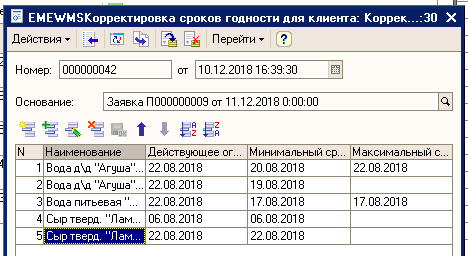 EMEWMSКорректировка сроков годности для клиента: Коррек...:30
Действия Перейти ?
Номер: 000000042 от 10.12.2018 16:39:30
Основание: Заявка П000000009 от 11.12.2018 0:00:00
N Наименование Действующее ог... Минимальный ср... Максимальный с...
1 Вода д\д "Агуша"... 22.08.2018 20.08.2018 22.08.2018
2 Вода д\д "Агуша"... 22.08.2018 19.08.2018
3 Вода питьевая "... 22.08.2018 17.08.2018 17.08.2018
4 Сыр тверд. "Лам... 06.08.2018 06.08.2018
5 Сыр тверд. "Лам... 22.08.2018 22.08.2018